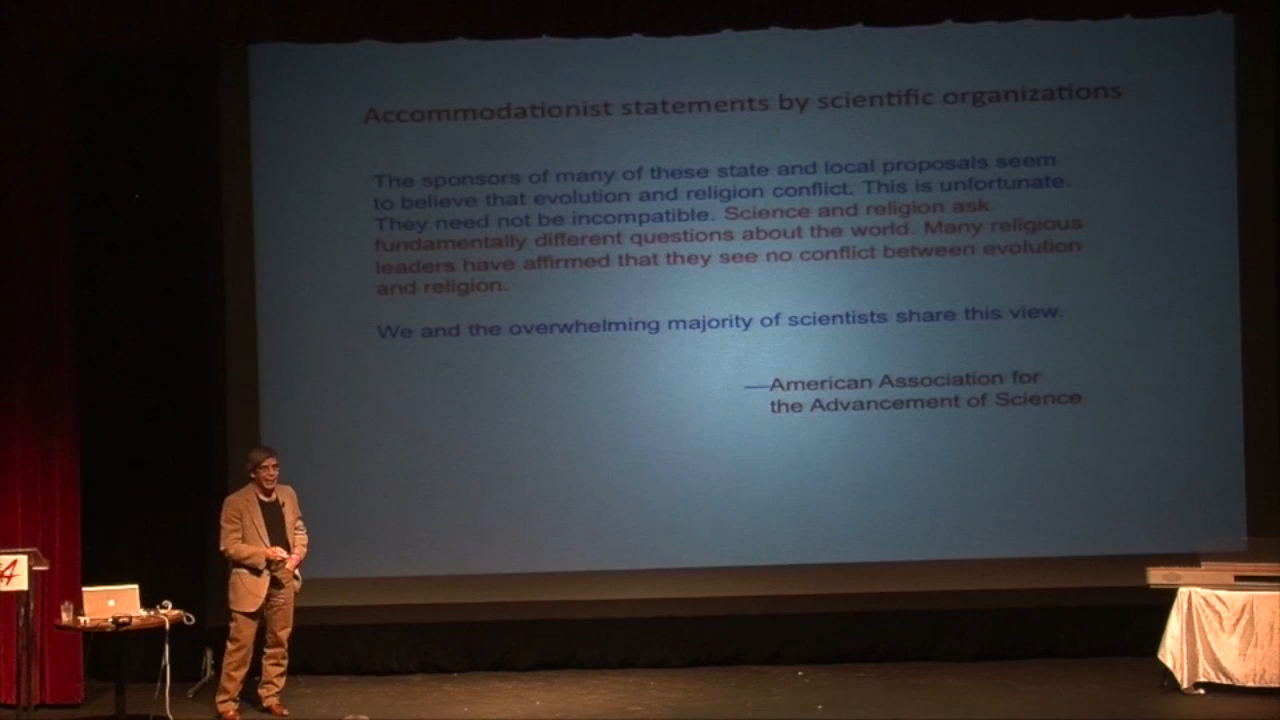 Accommodationist statements by scientific organizations
The sponsors of many of these state and local proposals seem
to believe that evolution and religion conflict. This is unfortunate.
They need not be incompatible. Science and religion ask
fundamentally different questions about the world. Many religious
leaders have affirmed that they see no conflict between evolution
and religion.
We and the overwhelming majority of scientists share this view.
—American Association for
the Advancement of Science
A